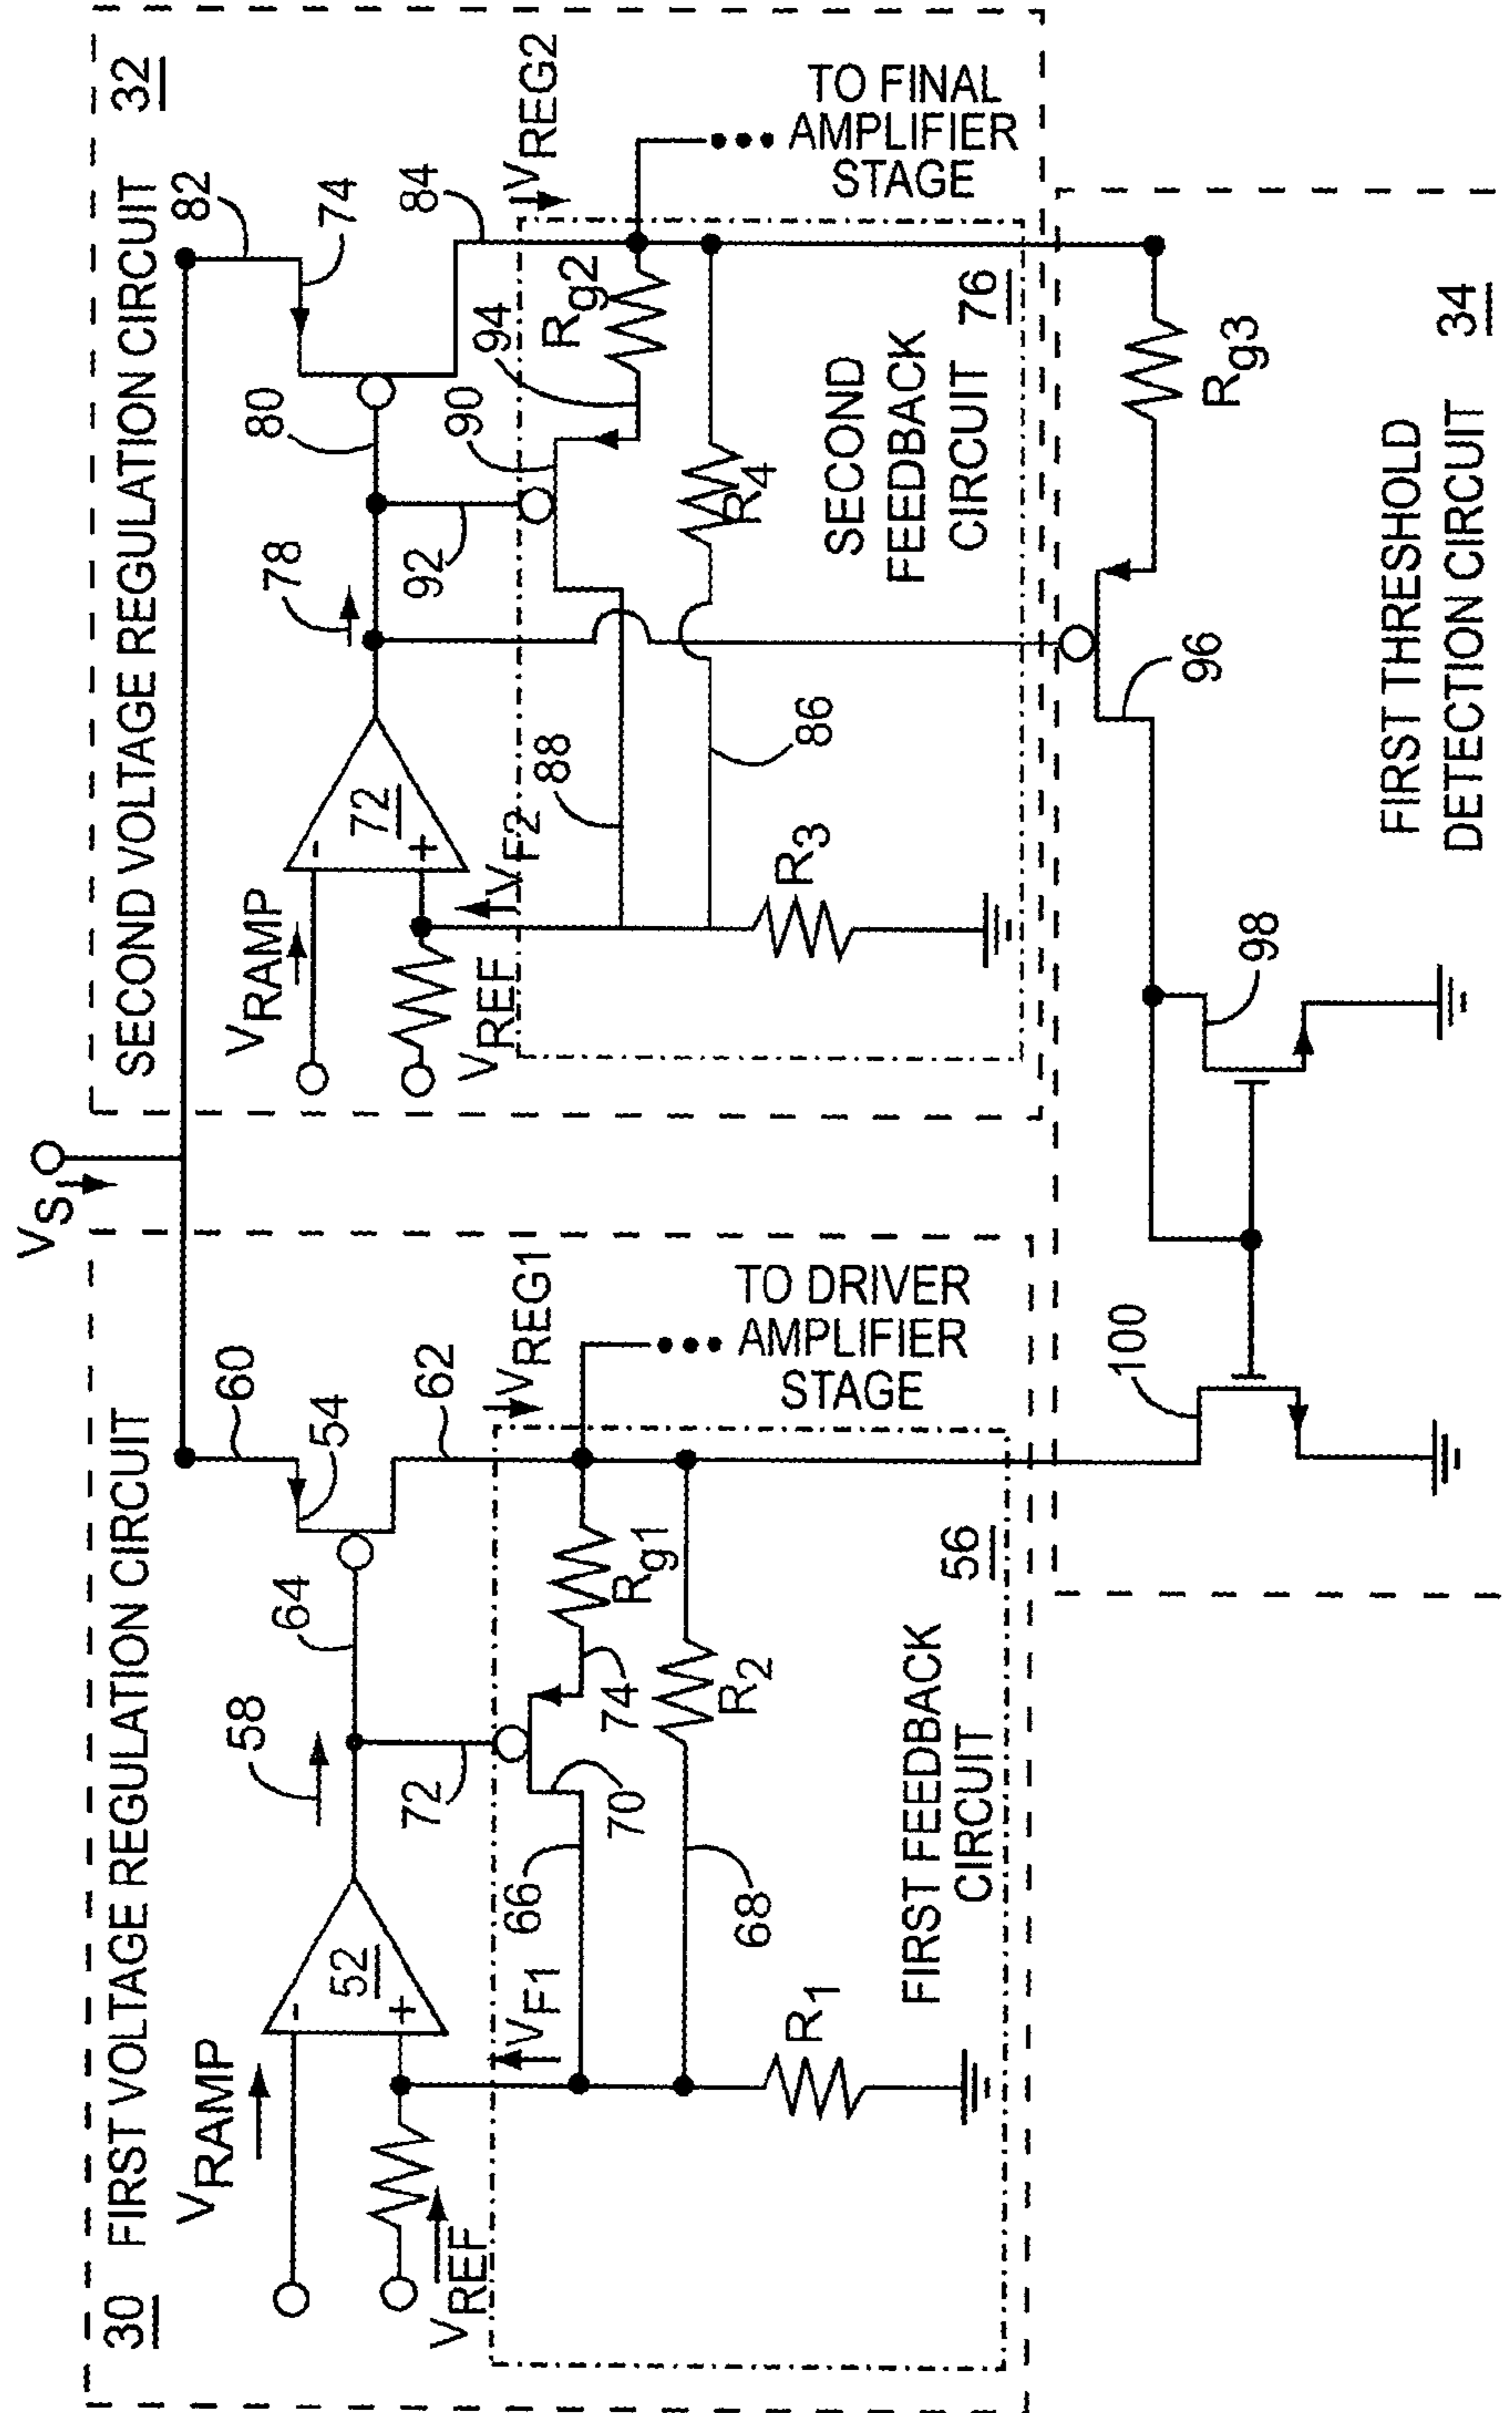 30 FIRST VOLTAGE REGULATION CIRCUIT
VRAMP
VREF
52
-
+
58
64
60
54
62
72
VF1
66
70
74
Rg1
68
R2
R1
VREG1
TO DRIVER
AMPLIFIER
STAGE
FIRST FEEDBACK
CIRCUIT
56
VS
SECOND VOLTAGE REGULATION CIRCUIT 32
VRAMP
VREF
72
-
+
78
80
82
74
84
VF2
88
92
90
94
Rg2
VREG2
TO FINAL
AMPLIFIER
STAGE
86
R4
R3
SECOND
FEEDBACK
CIRCUIT
76
100
98
96
Rg3
FIRST THRESHOLD
DETECTION CIRCUIT 34